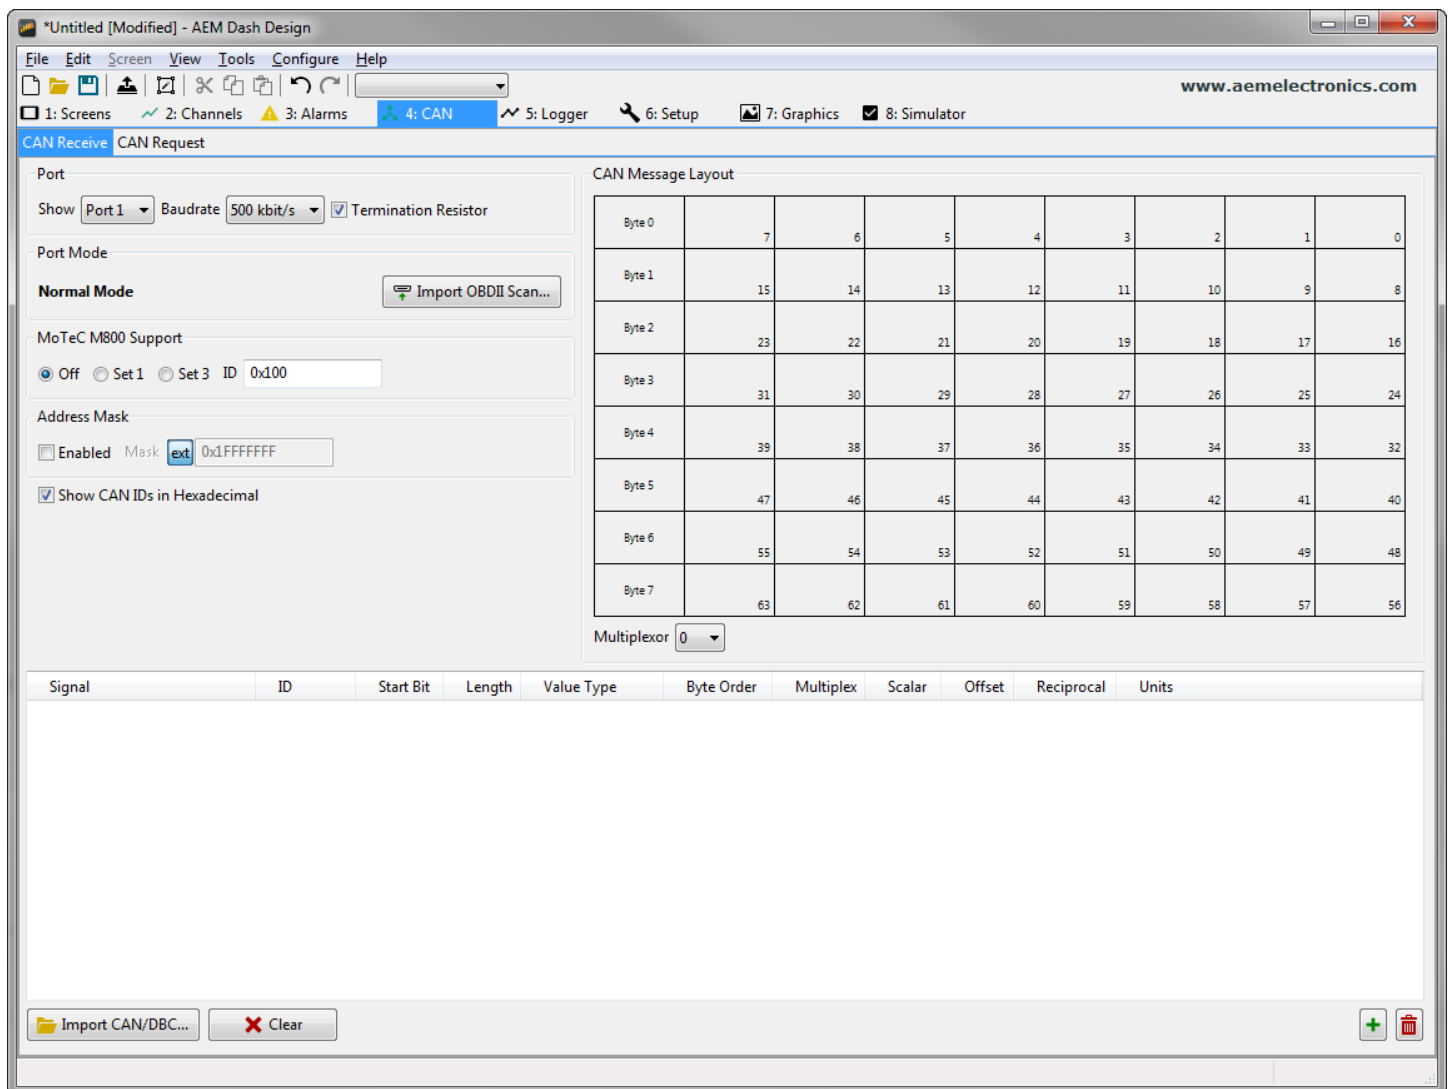 *Untitled [Modified] - AEM Dash Design
File Edit Screen View Tools Configure Help
www.aemelectronics.com
1: Screens 2: Channels 3: Alarms 4: CAN 5: Logger 6: Setup 7: Graphics 8: Simulator
CAN Receive CAN Request
Port
Show Port 1 Baudrate 500 kbit/s Termination Resistor
Port Mode
Normal Mode Import OBDII Scan...
MoTeC M800 Support
Off Set 1 Set 3 ID 0x100
Address Mask
Enabled Mask ext 0x1FFFFFFF
Show CAN IDs in Hexadecimal
CAN Message Layout
Byte 0 7 6 5 4 3 2 1 0
Byte 1 15 14 13 12 11 10 9 8
Byte 2 23 22 21 20 19 18 17 16
Byte 3 31 30 29 28 27 26 25 24
Byte 4 39 38 37 36 35 34 33 32
Byte 5 47 46 45 44 43 42 41 40
Byte 6 55 54 53 52 51 50 49 48
Byte 7 63 62 61 60 59 58 57 56
Multiplexor 0
Signal ID Start Bit Length Value Type Byte Order Multiplex Scalar Offset Reciprocal Units
Import CAN/DBC... Clear